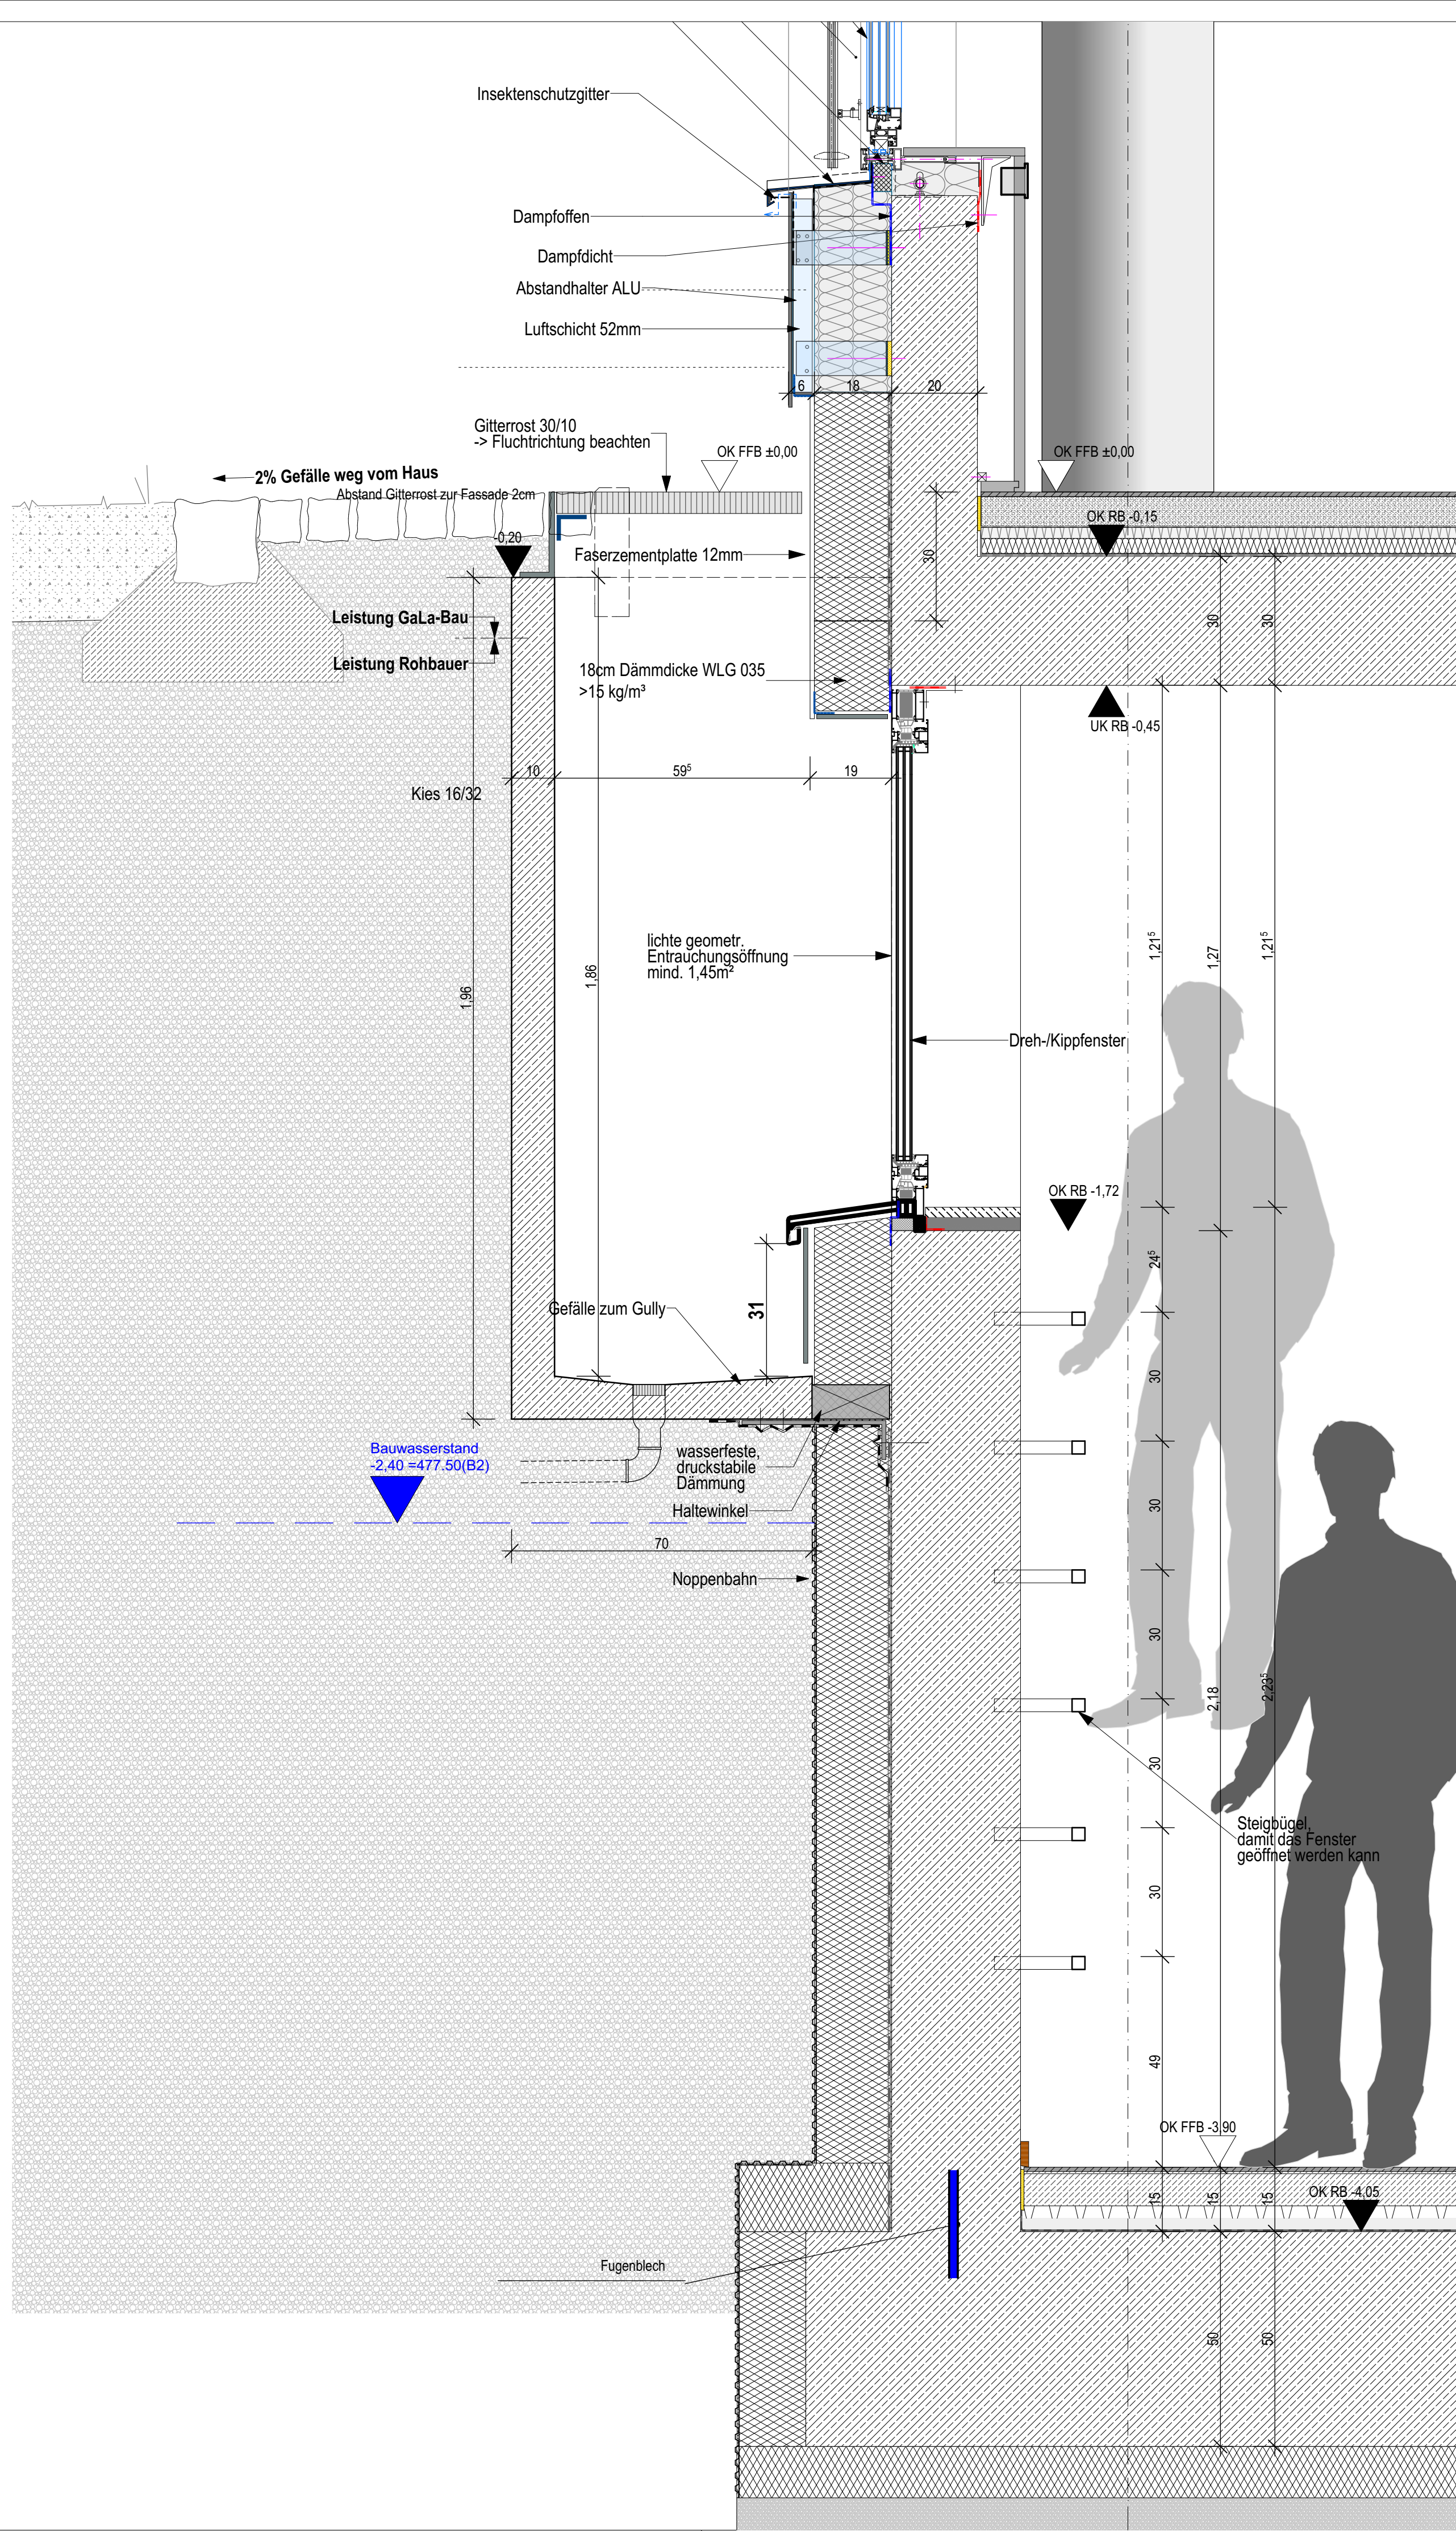 Insektenschutzgitter
Dampfoffen
Dampfdicht
Abstandhalter ALU
Luftschicht 52mm
6 18 20
Gitterrost 30/10
-> Fluchtrichtung beachten
OK FFB ±0,00
OK FFB ±0,00
2% Gefälle weg vom Haus
Abstand Gitterrost zur Fassade 2cm
OK RB -0,15
-0,20
Faserzementplatte 12mm
30
30
30
Leistung GaLa-Bau
Leistung Rohbauer
18cm Dämmdicke WLG 035
>15 kg/m³
UK RB -0,45
10 59⁵ 19
Kies 16/32
lichte geometr.
Entrauchungsöffnung
mind. 1,45m²
1,21⁵
1,27
1,21⁵
1,96
1,86
Dreh-/Kippfenster
OK RB -1,72
24⁵
Gefälle zum Gully
31
30
Bauwasserstand
-2,40 =477.50(B2)
wasserfeste,
druckstabile
Dämmung
Haltewinkel
30
70
Noppenbahn
30
2,18
2,23⁵
30
Steigbügel,
damit das Fenster
geöffnet werden kann
30
49
OK FFB -3,90
15
15
15
OK RB -4,05
Fugenblech
50
50